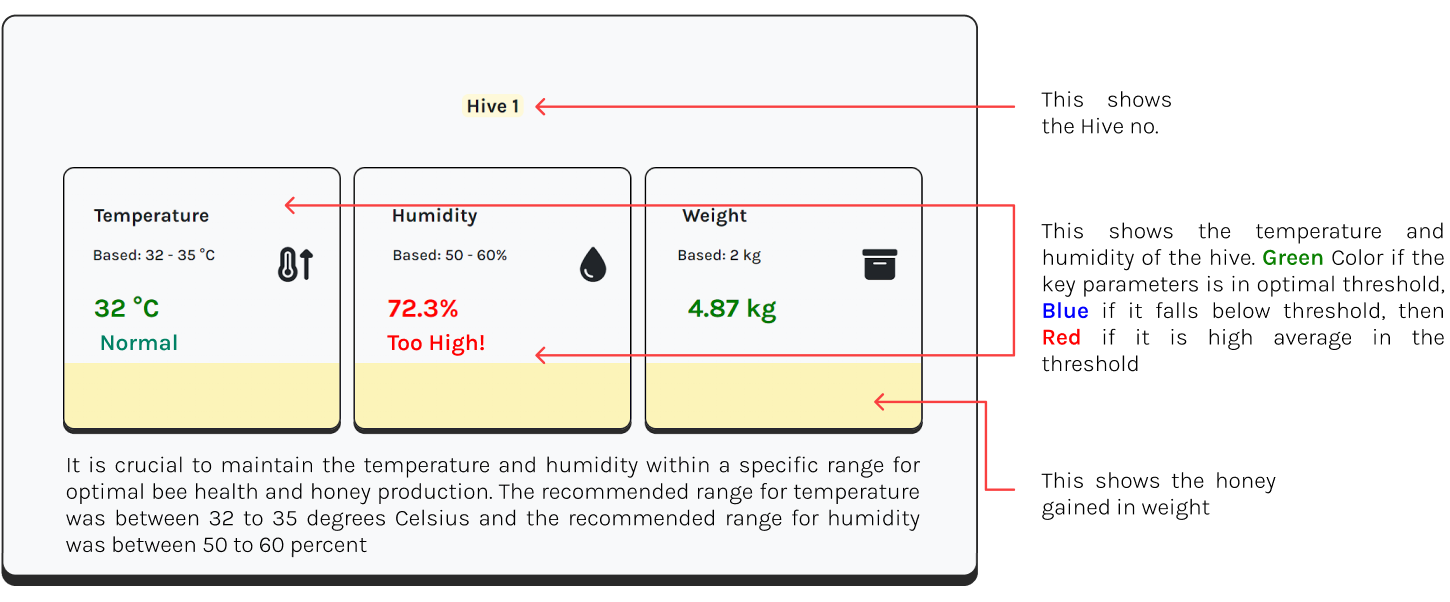 Hive 1
This shows
the Hive no.
Temperature
Based: 32 - 35 °C
32 °C
Normal
Humidity
Based: 50 - 60%
72.3%
Too High!
Weight
Based: 2 kg
4.87 kg
This shows the temperature and
humidity of the hive. Green Color if the
key parameters is in optimal threshold,
Blue if it falls below threshold, then
Red if it is high average in the
threshold
It is crucial to maintain the temperature and humidity within a specific range for
optimal bee health and honey production. The recommended range for temperature
was between 32 to 35 degrees Celsius and the recommended range for humidity
was between 50 to 60 percent
This shows the honey
gained in weight